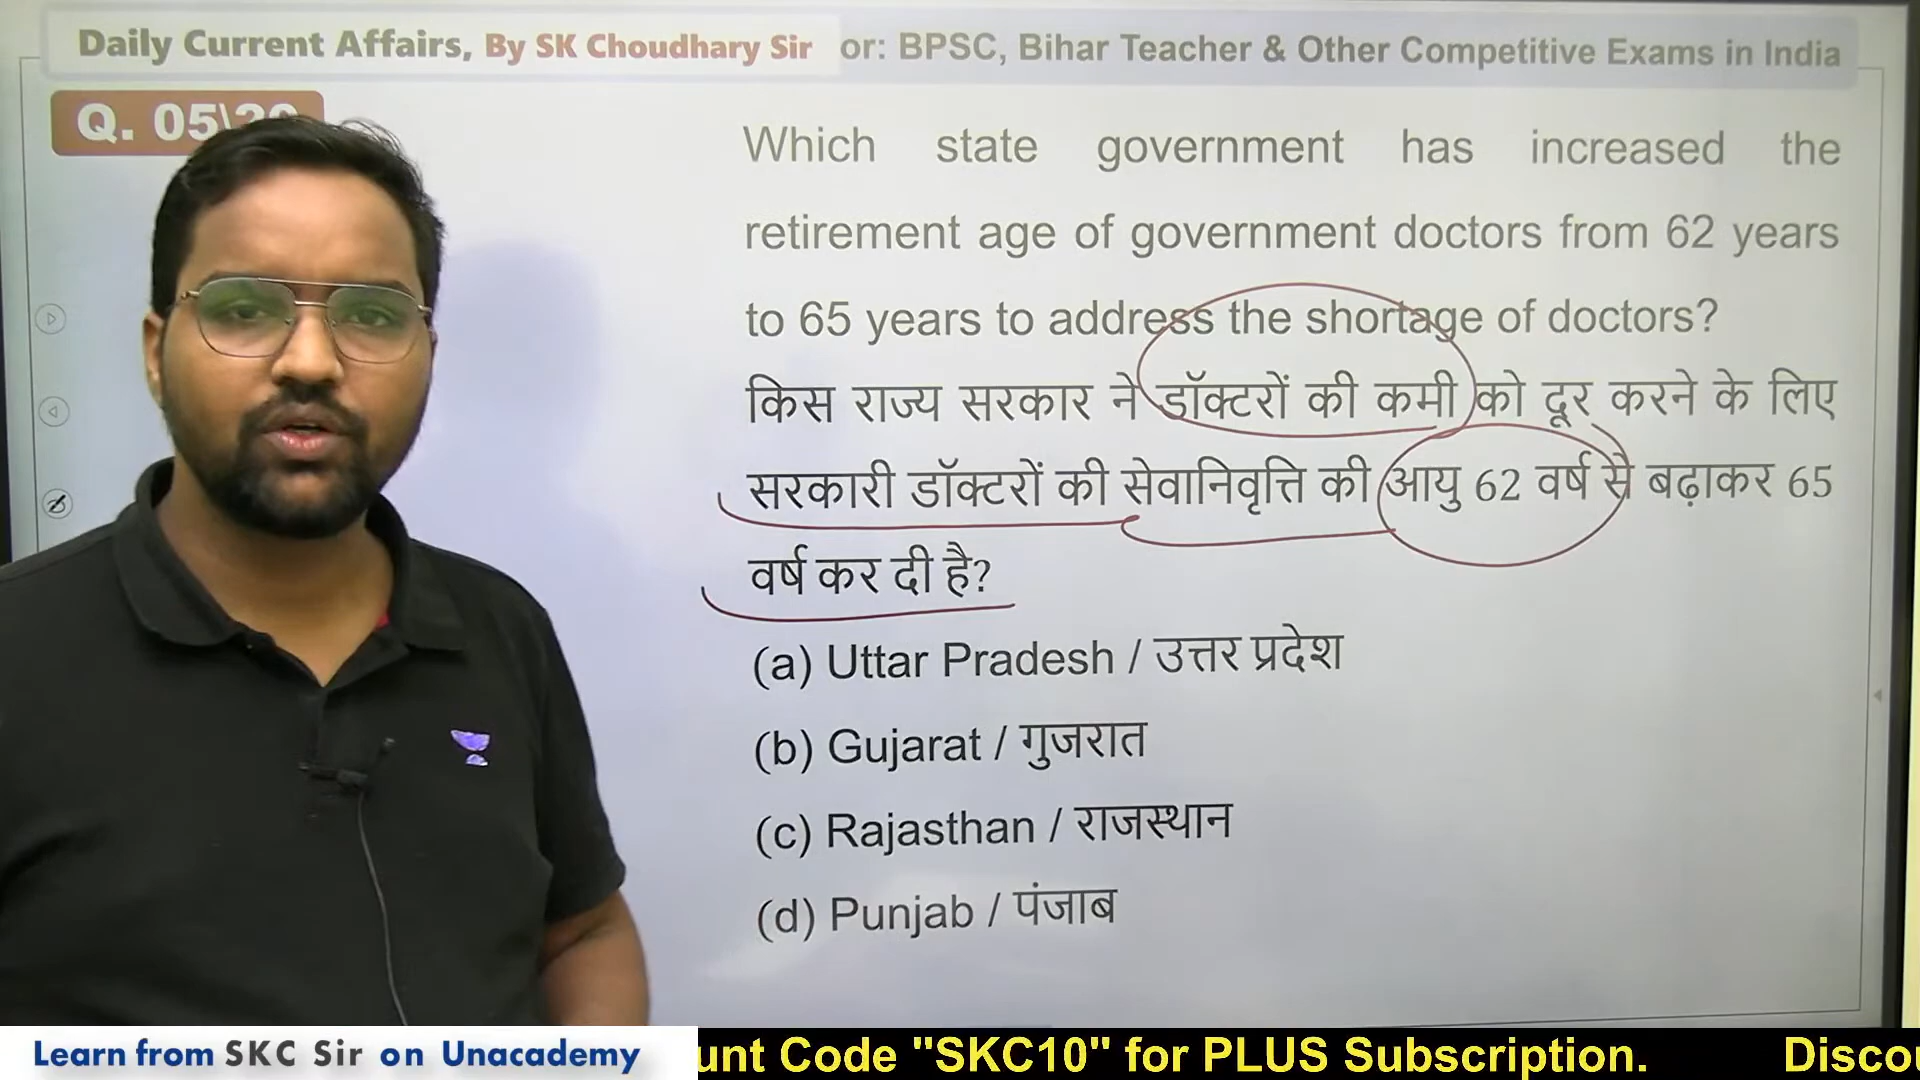 Daily Current Affairs, By SK Choudhary Sir or: BPSC, Bihar Teacher & Other Competitive Exams in India
Q. 05\
Which state government has increased the
retirement age of government doctors from 62 years
to 65 years to address the shortage of doctors?
किस राज्य सरकार ने डॉक्टरों की कमी को दूर करने के लिए
सरकारी डॉक्टरों की सेवानिवृत्ति की आयु 62 वर्ष से बढ़ाकर 65
वर्ष कर दी है?
(a) Uttar Pradesh / उत्तर प्रदेश
(b) Gujarat / गुजरात
(c) Rajasthan / राजस्थान
(d) Punjab / पंजाब
Learn from SKC Sir on Unacademy
unt Code "SKC10" for PLUS Subscription. Disco